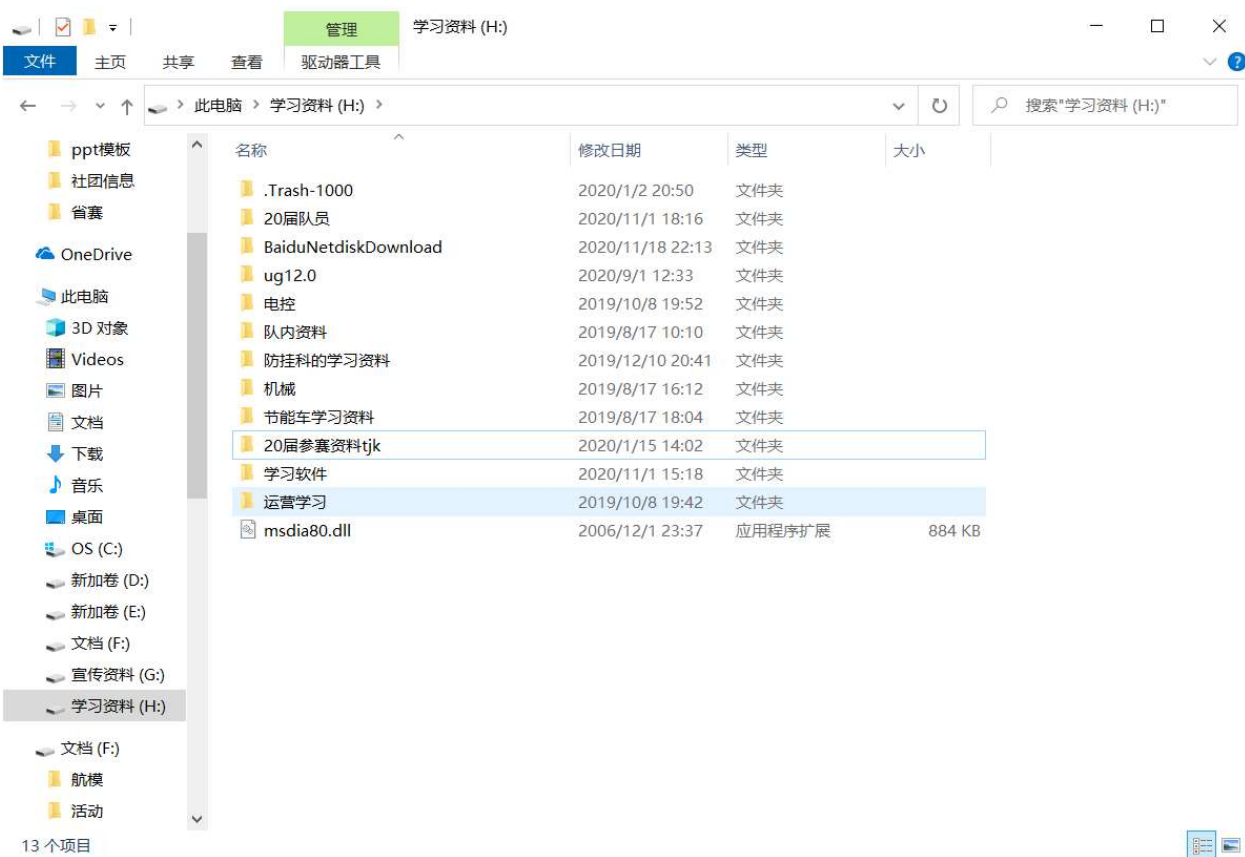 管理 学习资料 (H:)
文件 主页 共享 查看 驱动器工具
此电脑 学习资料 (H:) 搜索"学习资料 (H:)"
ppt模板
社团信息
省赛
OneDrive
此电脑
3D 对象
Videos
图片
文档
下载
音乐
桌面
OS (C:)
新加卷 (D:)
新加卷 (E:)
文档 (F:)
宣传资料 (G:)
学习资料 (H:)
文档 (F:)
航模
活动
名称 修改日期 类型 大小
.Trash-1000 2020/1/2 20:50 文件夹
20届队员 2020/11/1 18:16 文件夹
BaiduNetdiskDownload 2020/11/18 22:13 文件夹
ug12.0 2020/9/1 12:33 文件夹
电控 2019/10/8 19:52 文件夹
队内资料 2019/8/17 10:10 文件夹
防挂科的学习资料 2019/12/10 20:41 文件夹
机械 2019/8/17 16:12 文件夹
节能车学习资料 2019/8/17 18:04 文件夹
20届参赛资料tjk 2020/1/15 14:02 文件夹
学习软件 2020/11/1 15:18 文件夹
运营学习 2019/10/8 19:42 文件夹
msdia80.dll 2006/12/1 23:37 应用程序扩展 884 KB
13 个项目